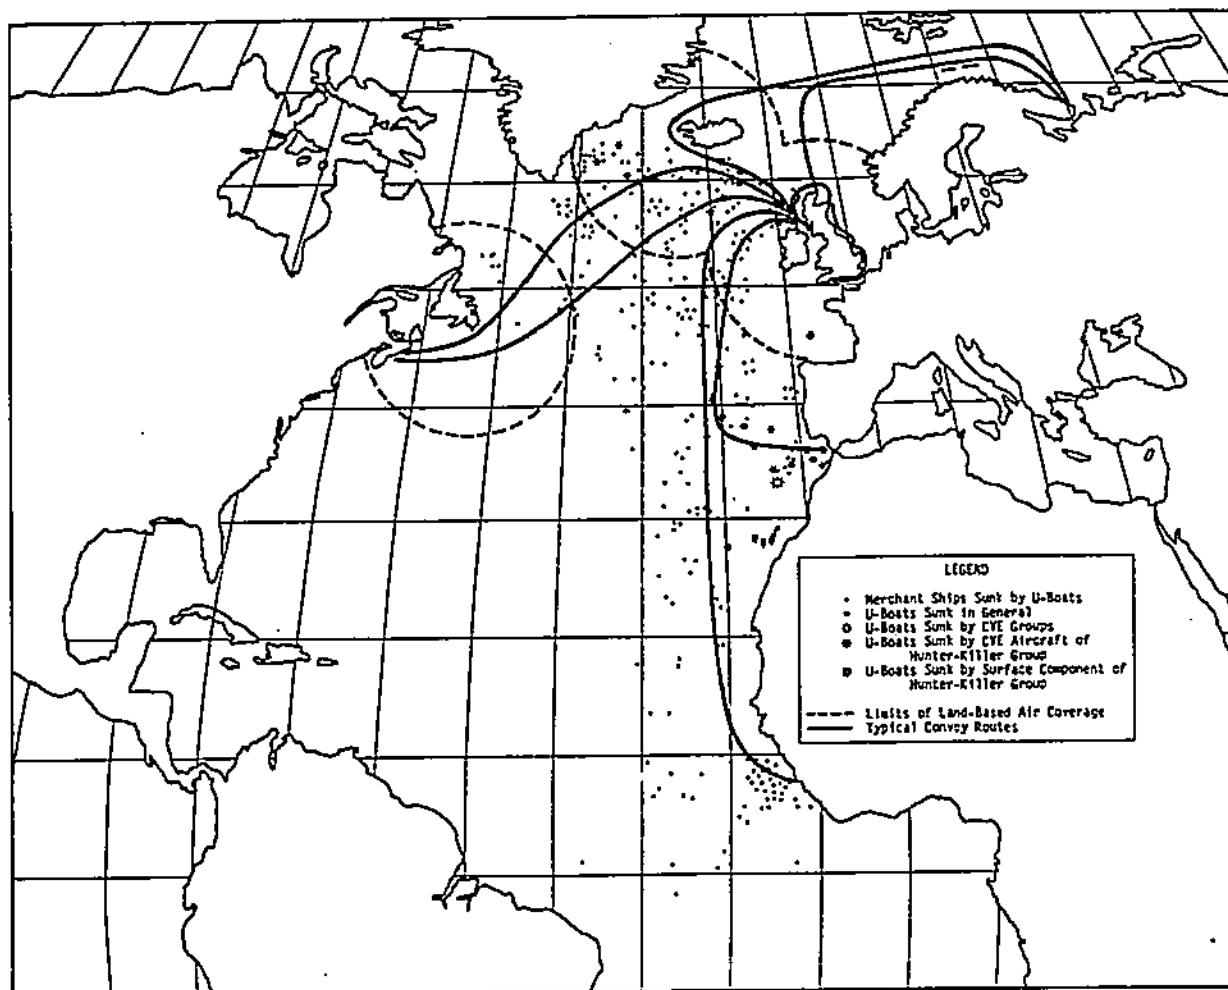 LEGEND
Merchant Ships Sunk by U-Boats
U-Boats Sunk in General
U-Boats Sunk by CVE Groups
U-Boats Sunk by CVE Aircraft of
Hunter-Killer Group
U-Boats Sunk by Surface Component of
Hunter-Killer Group
Limits of Land-Based Air Coverage
Typical Convoy Routes